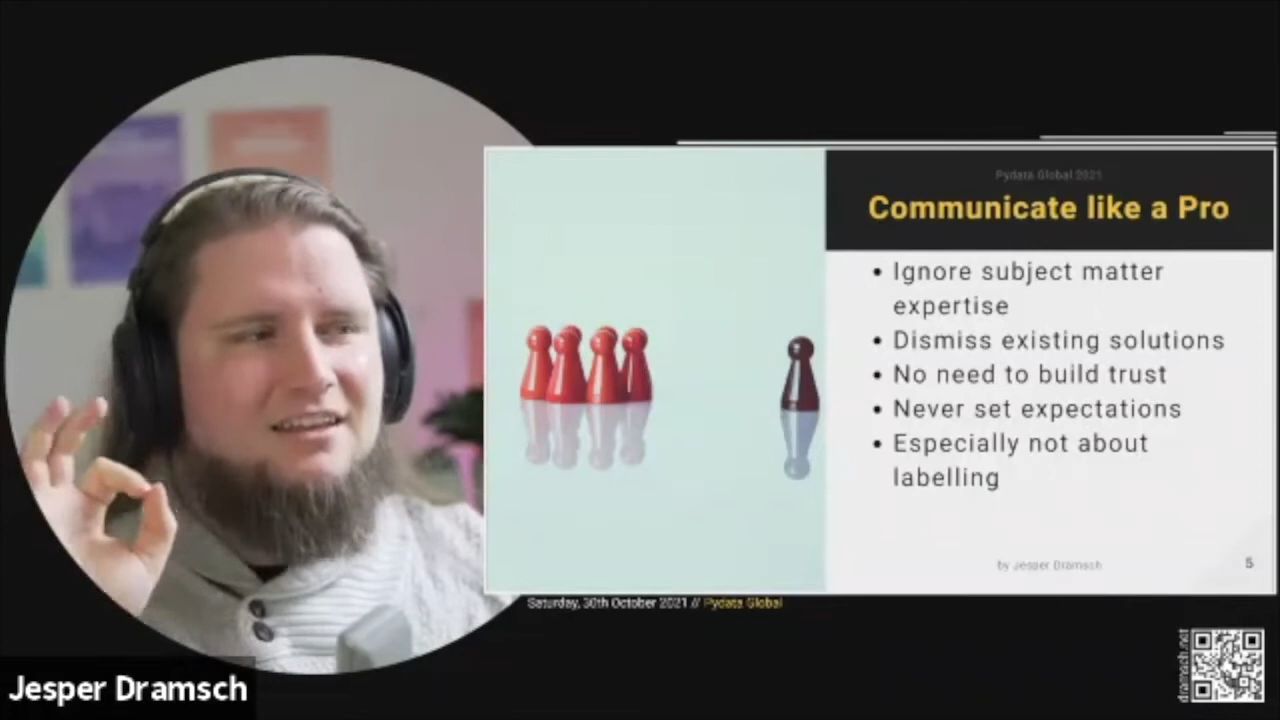 Pydata Global 2021
Communicate like a Pro
Ignore subject matter
expertise
Dismiss existing solutions
No need to build trust
Never set expectations
Especially not about
labelling
by Jesper Dramsch
5
Saturday, 30th October 2021 // Pydata Global
dramsch.net
Jesper Dramsch